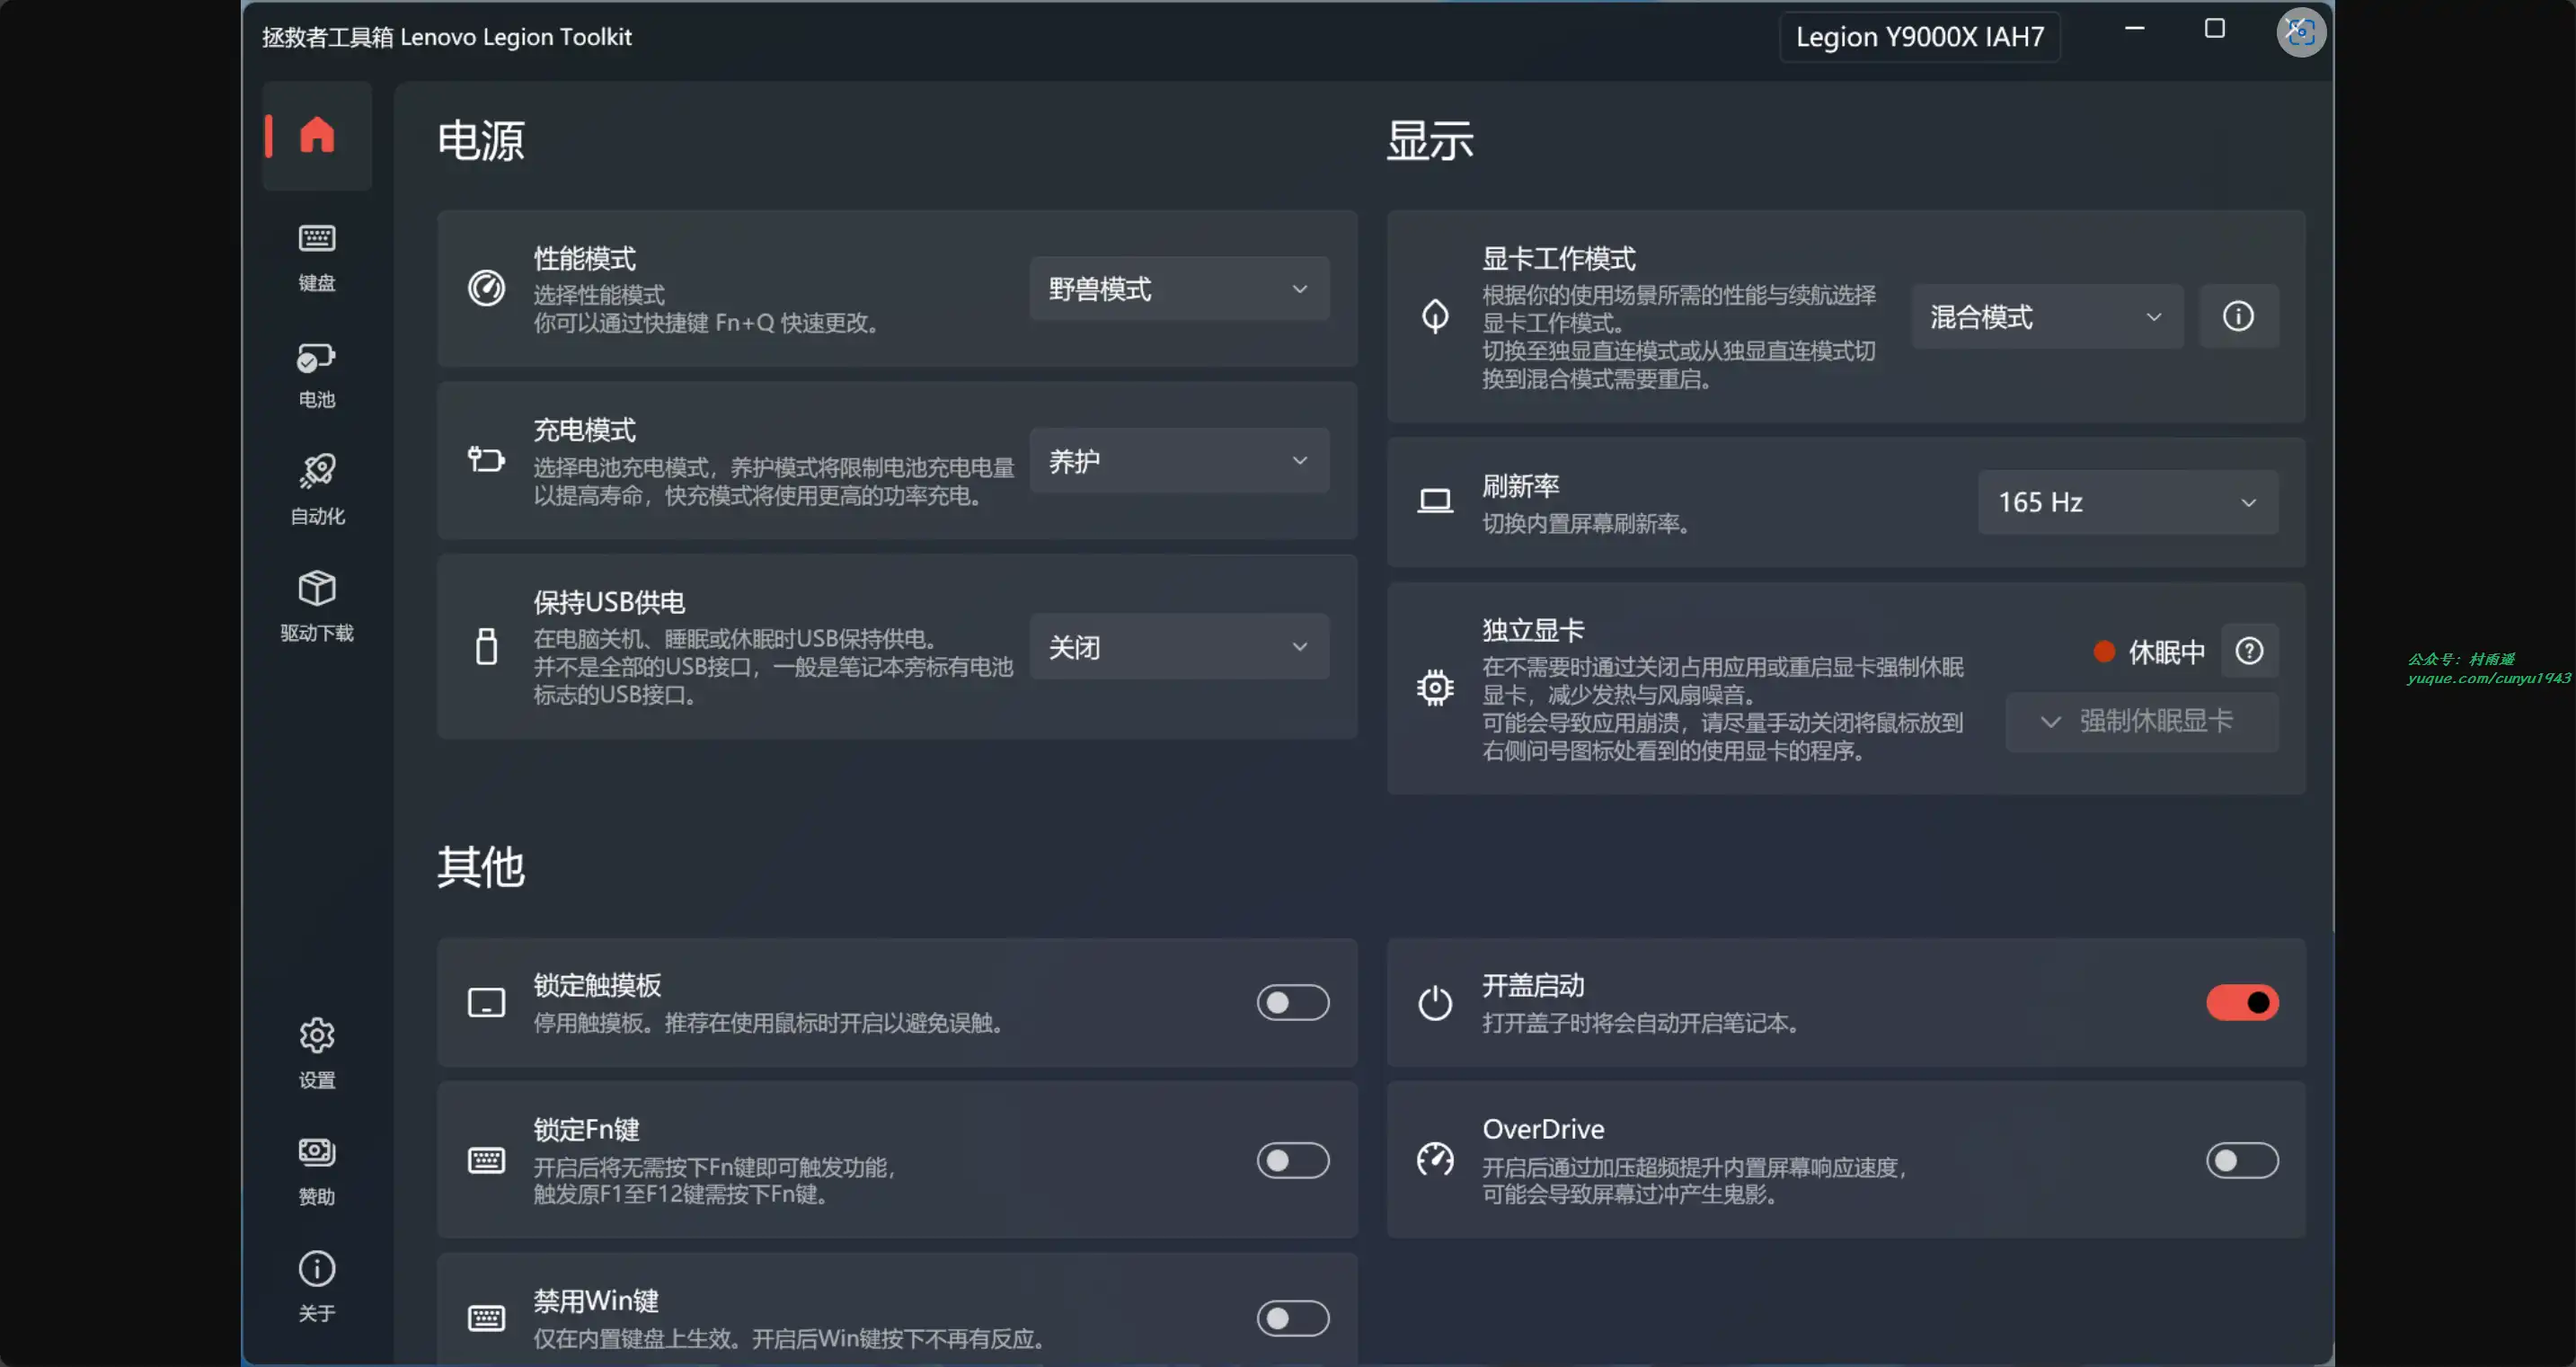 拯救者工具箱 Lenovo Legion Toolkit
Legion Y9000X IAH7
键盘
电池
自动化
驱动下载
设置
赞助
关于
电源
性能模式
选择性能模式
你可以通过快捷键 Fn+Q 快速更改。
野兽模式
充电模式
选择电池充电模式，养护模式将限制电池充电电量
以提高寿命，快充模式将使用更高的功率充电。
养护
保持USB供电
在电脑关机、睡眠或休眠时USB保持供电。
并不是全部的USB接口，一般是笔记本旁标有电池
标志的USB接口。
关闭
显示
显卡工作模式
根据你的使用场景所需的性能与续航选择
显卡工作模式。
切换至独显直连模式或从独显直连模式切
换到混合模式需要重启。
混合模式
刷新率
切换内置屏幕刷新率。
165 Hz
独立显卡
在不需要时通过关闭占用应用或重启显卡强制休眠
显卡，减少发热与风扇噪音。
可能会导致应用崩溃，请尽量手动关闭将鼠标放到
右侧问号图标处看到的使用显卡的程序。
休眠中
强制休眠显卡
其他
锁定触摸板
停用触摸板。推荐在使用鼠标时开启以避免误触。
锁定Fn键
开启后将无需按下Fn键即可触发功能，
触发原F1至F12键需按下Fn键。
禁用Win键
仅在内置键盘上生效。开启后Win键按下不再有反应。
开盖启动
打开盖子时将会自动开启笔记本。
OverDrive
开启后通过加压超频提升内置屏幕响应速度，
可能会导致屏幕过冲产生鬼影。
公众号：村雨遥
yuque.com/cunyu1943